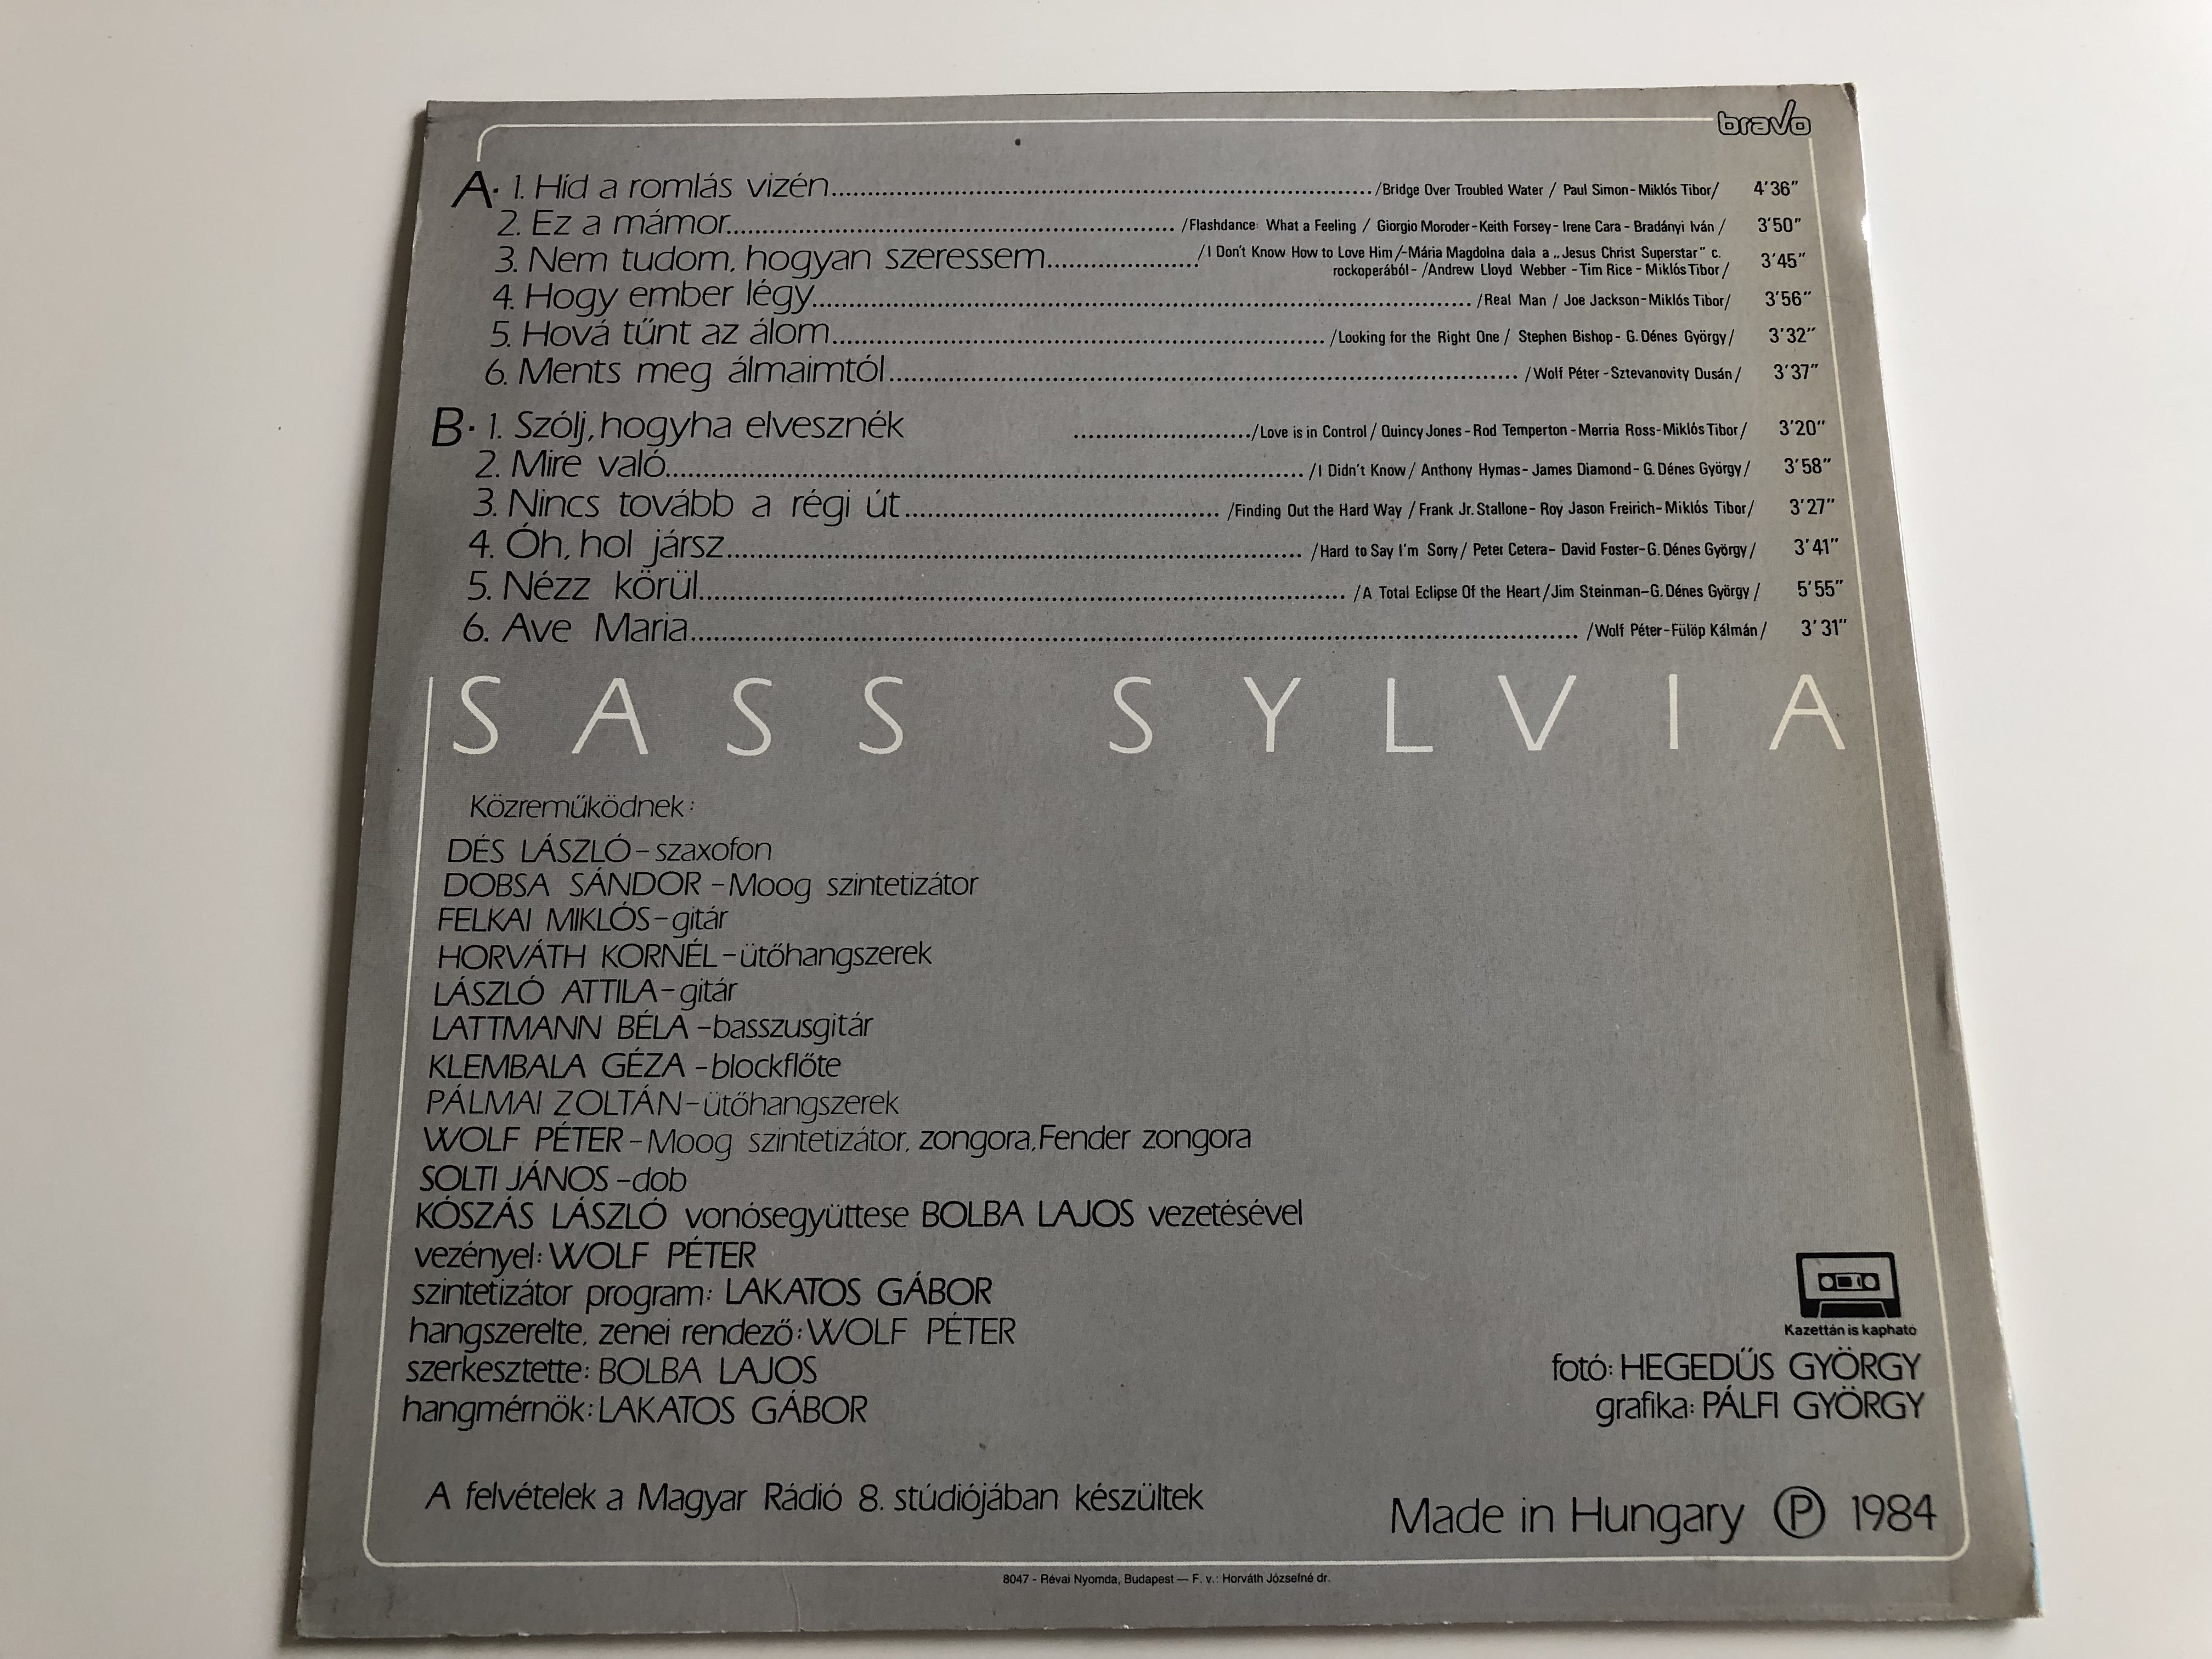 bravo
A. 1. Híd a romlás vizén......../Bridge Over Troubled Water / Paul Simon-Miklós Tibor/ 4'36"
2. Ez a mámor......../Flashdance: What a Feeling / Giorgio Moroder-Keith Forsey-Irene Cara-Bradányi Iván/ 3'50"
3. Nem tudom, hogyan szeressem......../I Don't Know How to Love Him/-Mária Magdolna dala a „Jesus Christ Superstar" c.
rockoperából- /Andrew Lloyd Webber-Tim Rice-Miklós Tibor/ 3'45"
4. Hogy ember légy......../Real Man / Joe Jackson-Miklós Tibor/ 3'56"
5. Hová tűnt az álom......../Looking for the Right One / Stephen Bishop-G. Dénes György/ 3'32"
6. Ments meg álmaimtól......../Wolf Péter-Sztevanovity Dusán/ 3'37"
B. 1. Szólj, hogyha elvesznék......../Love is in Control / Quincy Jones-Rod Temperton-Merria Ross-Miklós Tibor/ 3'20"
2. Mire való......../I Didn't Know / Anthony Hymas-James Diamond-G. Dénes György/ 3'58"
3. Nincs tovább a régi út......../Finding Out the Hard Way / Frank Jr. Stallone-Roy Jason Freirich-Miklós Tibor/ 3'27"
4. Óh, hol jársz......../Hard to Say I'm Sorry / Peter Cetera-David Foster-G. Dénes György/ 3'41"
5. Nézz körül......../A Total Eclipse Of the Heart/Jim Steinman-G. Dénes György/ 5'55"
6. Ave Maria......../Wolf Péter-Fülöp Kálmán/ 3'31"
SASS SYLVIA
Közreműködnek:
DÉS LÁSZLÓ-szaxofon
DOBSA SÁNDOR-Moog szintetizátor
FELKAI MIKLÓS-gitár
HORVÁTH KORNÉL-ütőhangszerek
LÁSZLÓ ATTILA-gitár
LATTMANN BÉLA-basszusgitár
KLEMBALA GÉZA-blockflőte
PÁLMAI ZOLTÁN-ütőhangszerek
WOLF PÉTER-Moog szintetizátor, zongora, Fender zongora
SOLTI JÁNOS-dob
KÓSZÁS LÁSZLÓ vonósegyüttese BOLBA LAJOS vezetésével
vezényel: WOLF PÉTER
szintetizátor program: LAKATOS GÁBOR
hangszerelte, zenei rendező: WOLF PÉTER
szerkesztette: BOLBA LAJOS
hangmérnök: LAKATOS GÁBOR
Kazettán is kapható
fotó: HEGEDŰS GYÖRGY
grafika: PÁLFI GYÖRGY
A felvételek a Magyar Rádió 8. stúdiójában készültek
Made in Hungary Ⓟ 1984
8047 - Révai Nyomda, Budapest — F. v.: Horváth Józsefné dr.